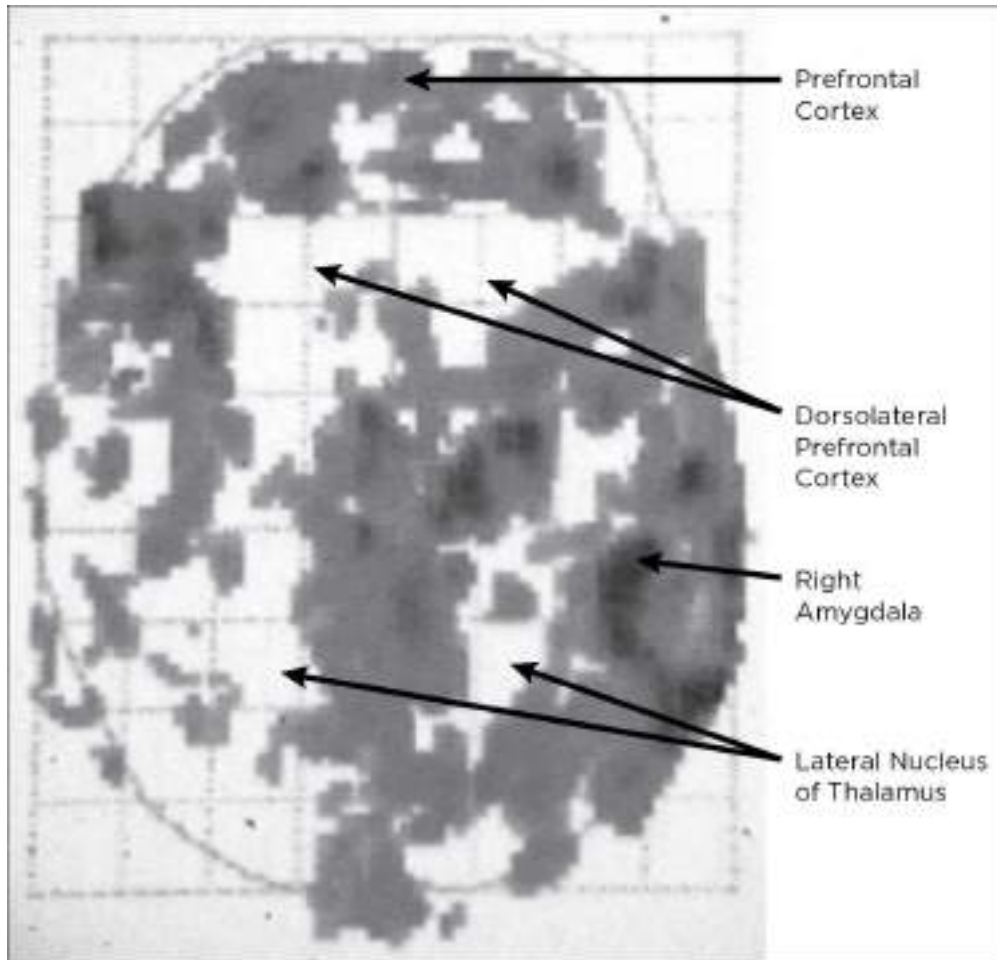 Prefrontal
Cortex
Dorsolateral
Prefrontal
Cortex
Right
Amygdala
Lateral Nucleus
of Thalamus